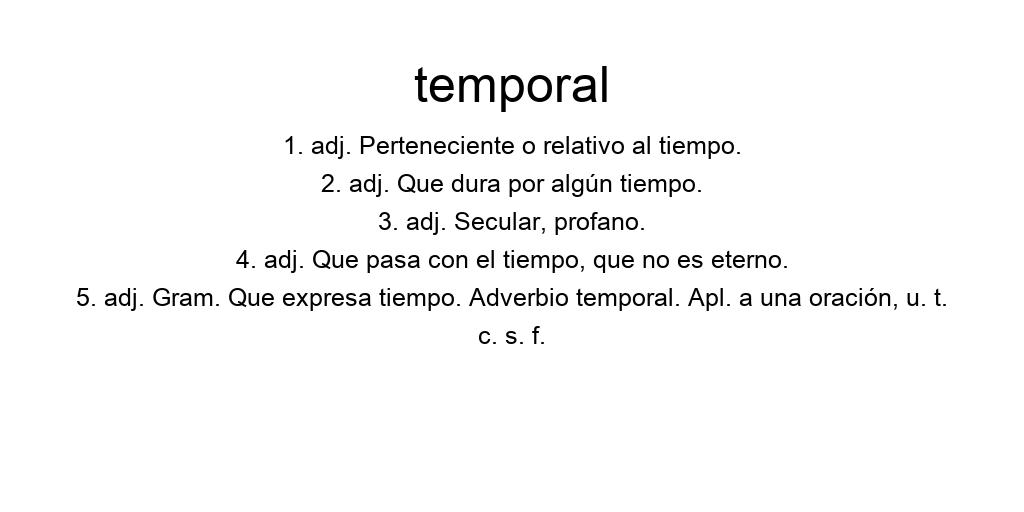 temporal
1. adj. Perteneciente o relativo al tiempo.
2. adj. Que dura por algún tiempo.
3. adj. Secular, profano.
4. adj. Que pasa con el tiempo, que no es eterno.
5. adj. Gram. Que expresa tiempo. Adverbio temporal. Apl. a una oración, u. t.
c. s. f.